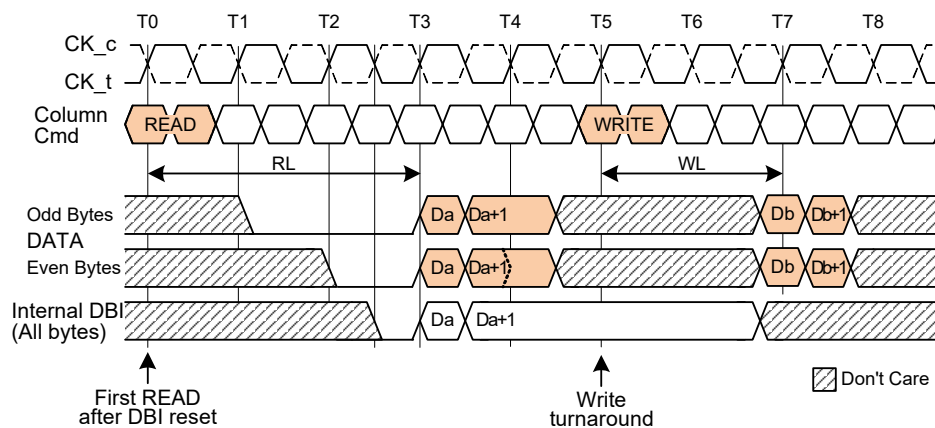 T0 T1 T2 T3 T4 T5 T6 T7 T8
CK_c
CK_t
Column
Cmd
READ WRITE
RL WL
Odd Bytes Da Da+1 Db Db+1
DATA
Even Bytes Da Da+1 Db Db+1
Internal DBI
(All bytes)
Da Da+1
First READ
after DBI reset
Write
turnaround
Don't Care